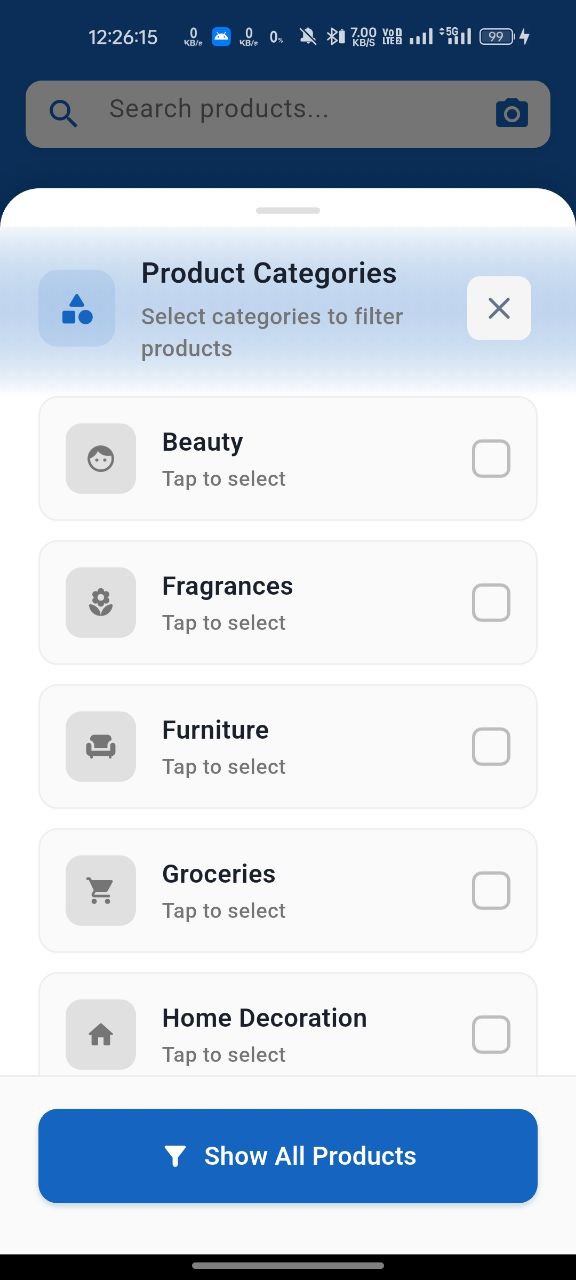 12:26:15 0 KB/s 0 KB/s 0% 7.00 KB/S VoD LTE 2 5G 99
Search products...
Product Categories
Select categories to filter
products
Beauty
Tap to select
Fragrances
Tap to select
Furniture
Tap to select
Groceries
Tap to select
Home Decoration
Tap to select
Show All Products